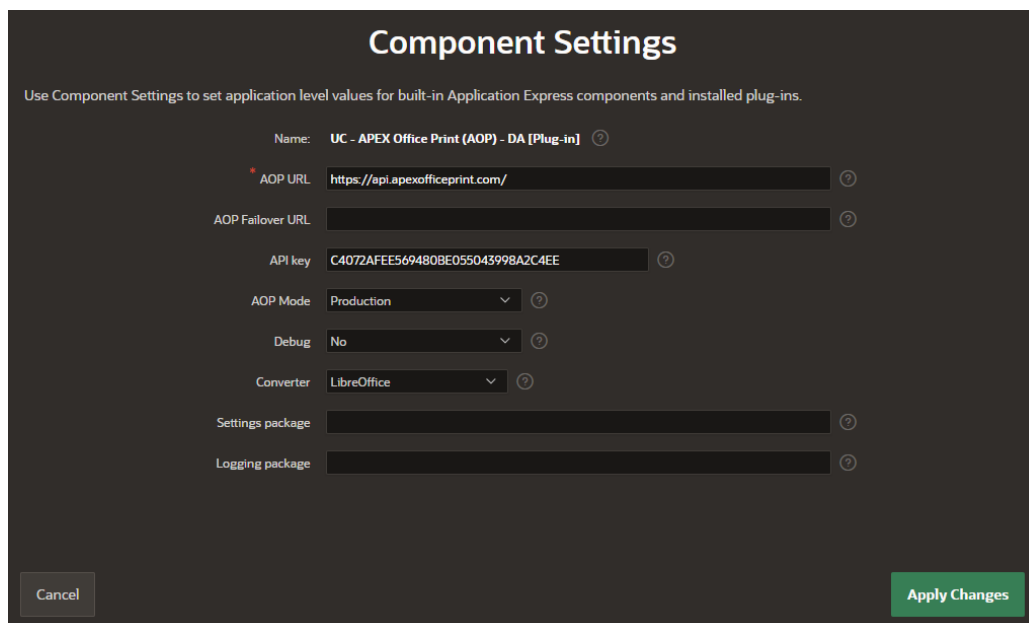 Component Settings
Use Component Settings to set application level values for built-in Application Express components and installed plug-ins.
Name: UC - APEX Office Print (AOP) - DA [Plug-in] ?
* AOP URL https://api.apexofficeprint.com/ ?
AOP Failover URL ?
API key C4072AFEE569480BE055043998A2C4EE ?
AOP Mode Production ?
Debug No ?
Converter LibreOffice ?
Settings package ?
Logging package ?
Cancel Apply Changes